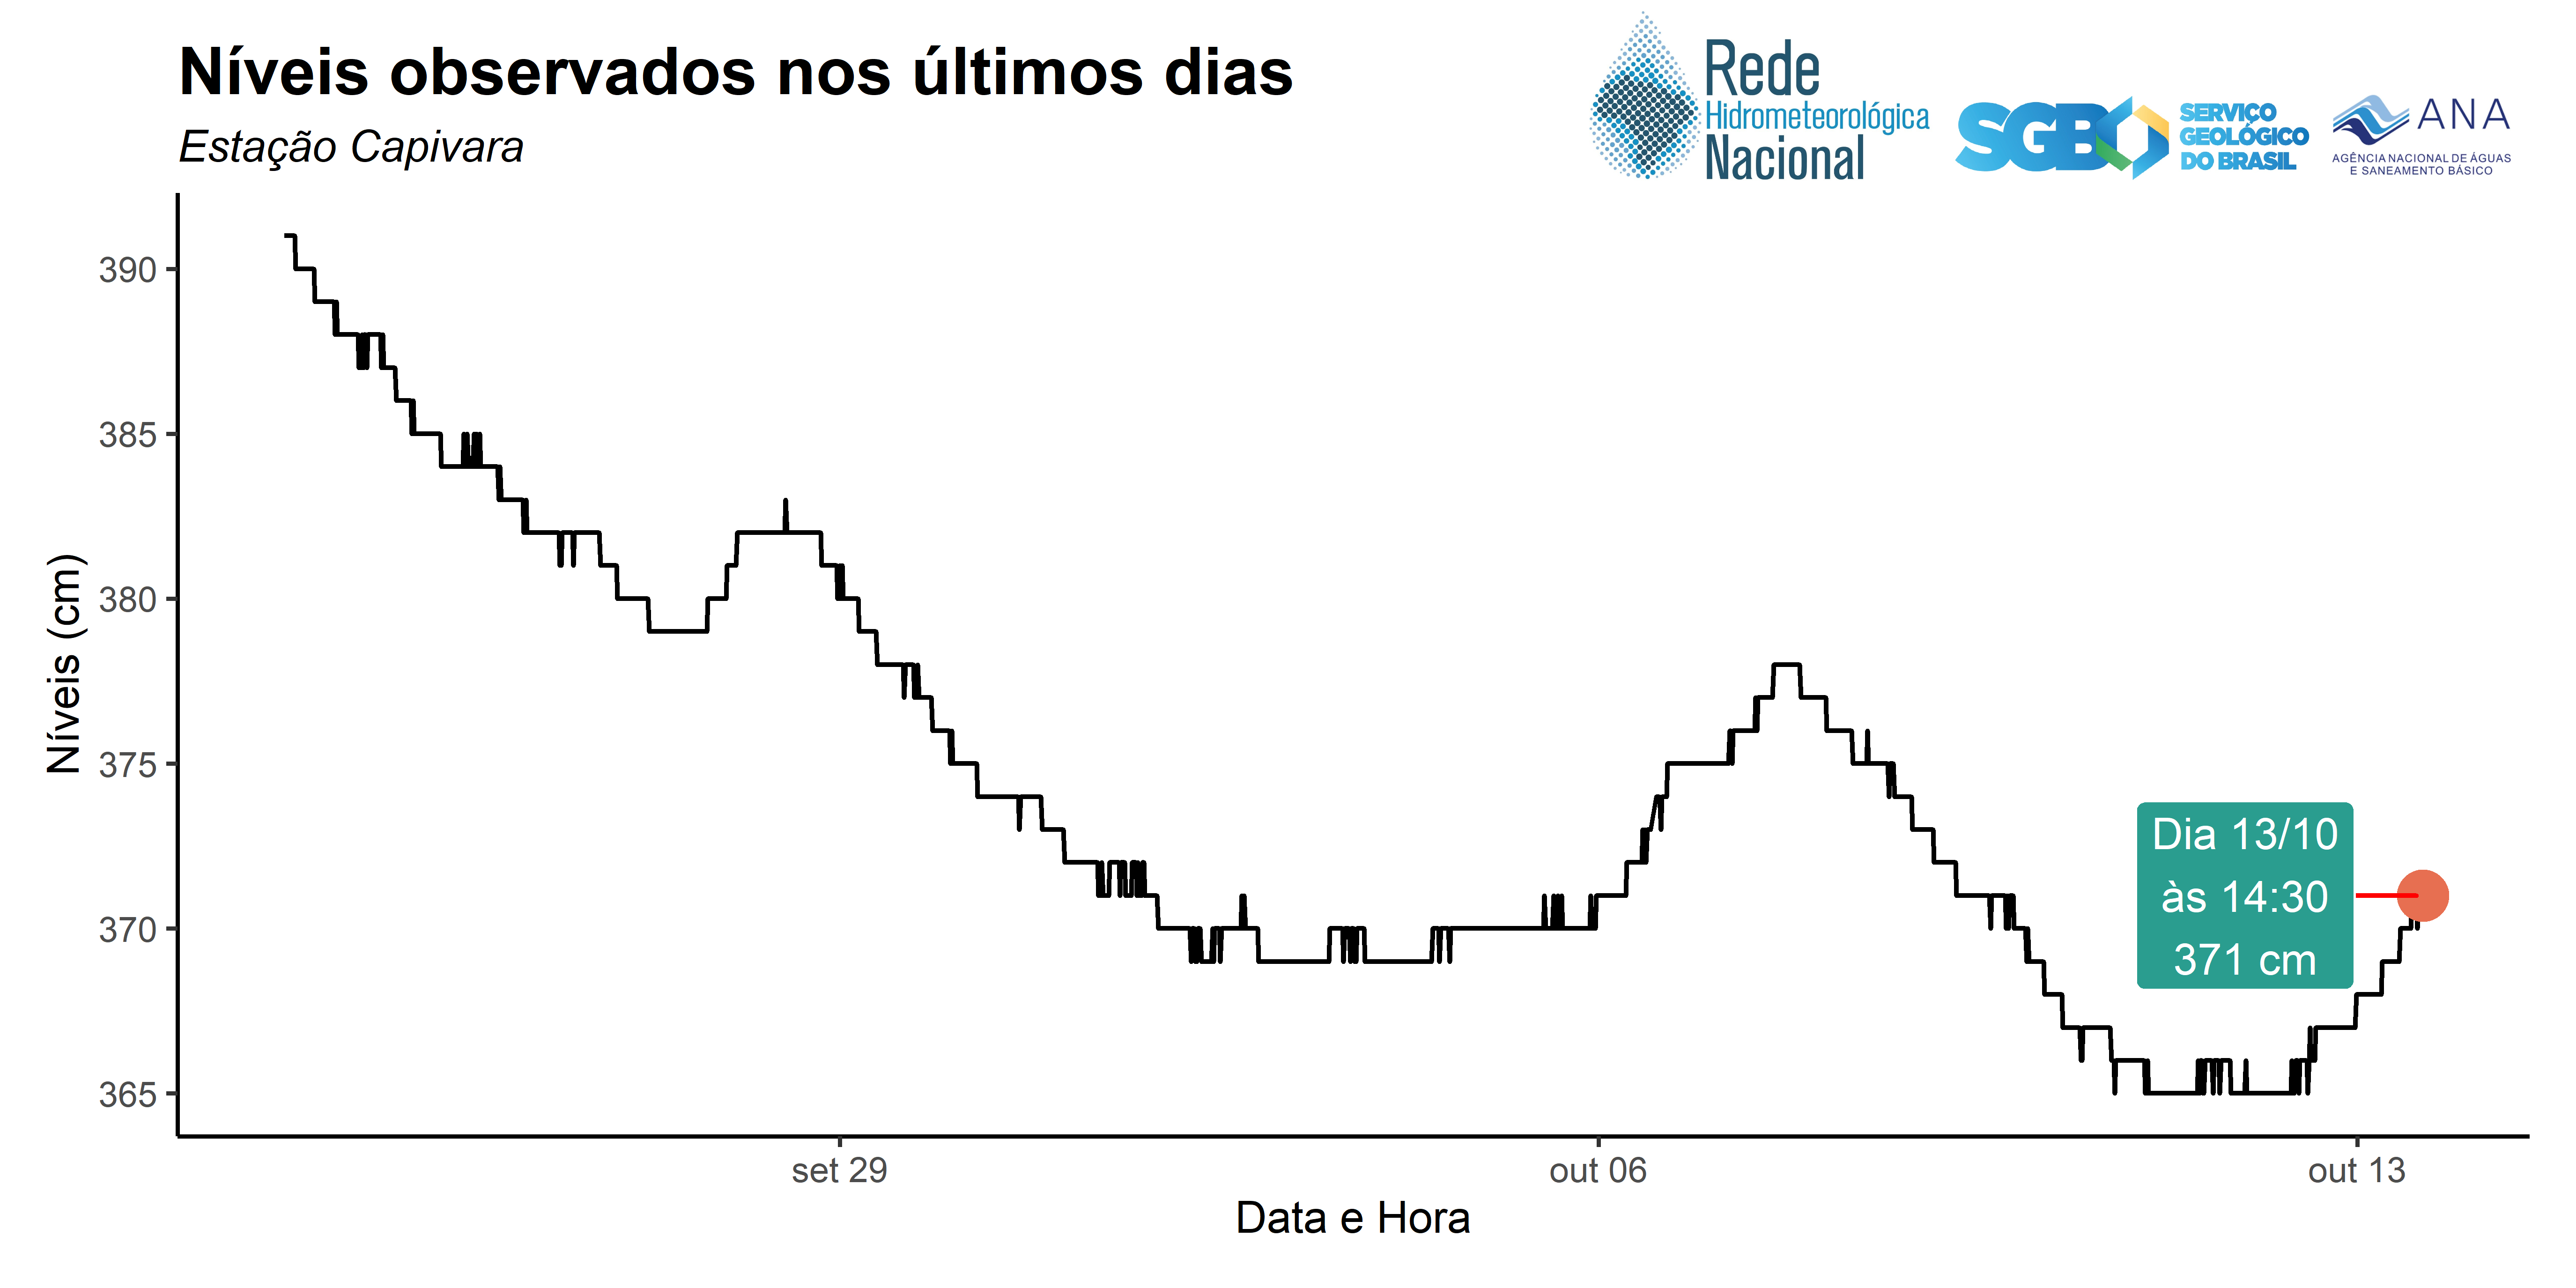 Níveis observados nos últimos dias
Estação Capivara
Rede
Hidrometeorológica
Nacional
SGB
SERVIÇO
GEOLÓGICO
DO BRASIL
ANA
AGÊNCIA NACIONAL DE ÁGUAS
E SANEAMENTO BÁSICO
Níveis (cm)
390
385
380
375
370
365
Dia 13/10
às 14:30
371 cm
set 29
out 06
out 13
Data e Hora